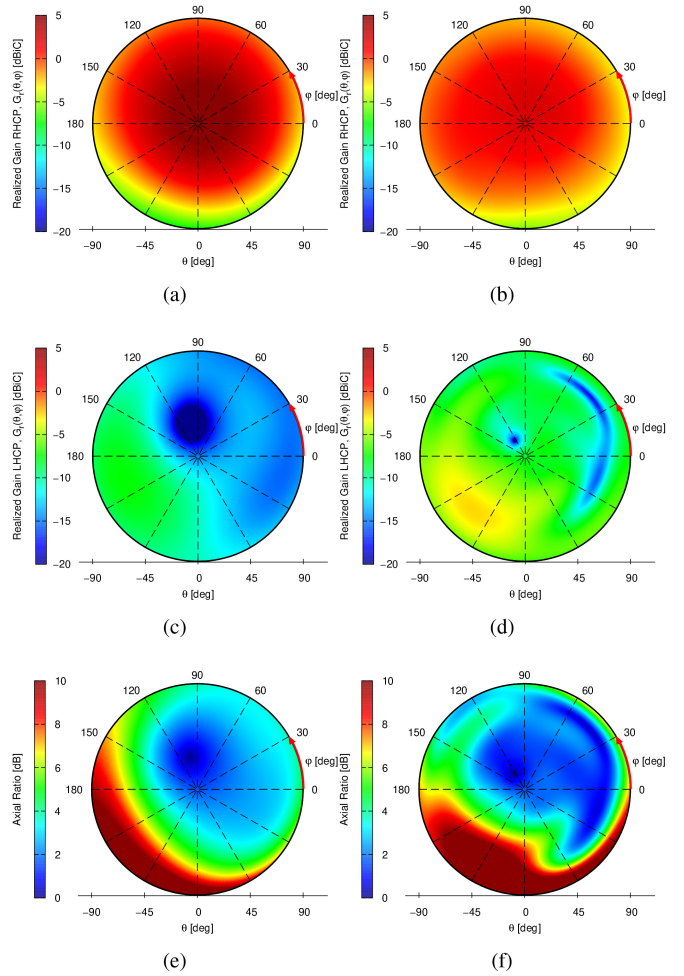 Realized Gain RHCP, Gr(θ,φ) [dBiC]
5
0
−5
−10
−15
−20
90
120
60
150
30
φ [deg]
180
0
−90 −45 0 45 90
θ [deg]
(a)
Realized Gain RHCP, Gr(θ,φ) [dBiC]
5
0
−5
−10
−15
−20
90
120
60
150
30
φ [deg]
180
0
−90 −45 0 45 90
θ [deg]
(b)
Realized Gain LHCP, Gr(θ,φ) [dBiC]
5
0
−5
−10
−15
−20
90
120
60
150
30
φ [deg]
180
0
−90 −45 0 45 90
θ [deg]
(c)
Realized Gain LHCP, Gr(θ,φ) [dBiC]
5
0
−5
−10
−15
−20
90
120
60
150
30
φ [deg]
180
0
−90 −45 0 45 90
θ [deg]
(d)
Axial Ratio [dB]
10
8
6
4
2
0
90
120
60
150
30
φ [deg]
180
0
−90 −45 0 45 90
θ [deg]
(e)
Axial Ratio [dB]
10
8
6
4
2
0
90
120
60
150
30
φ [deg]
180
0
−90 −45 0 45 90
θ [deg]
(f)